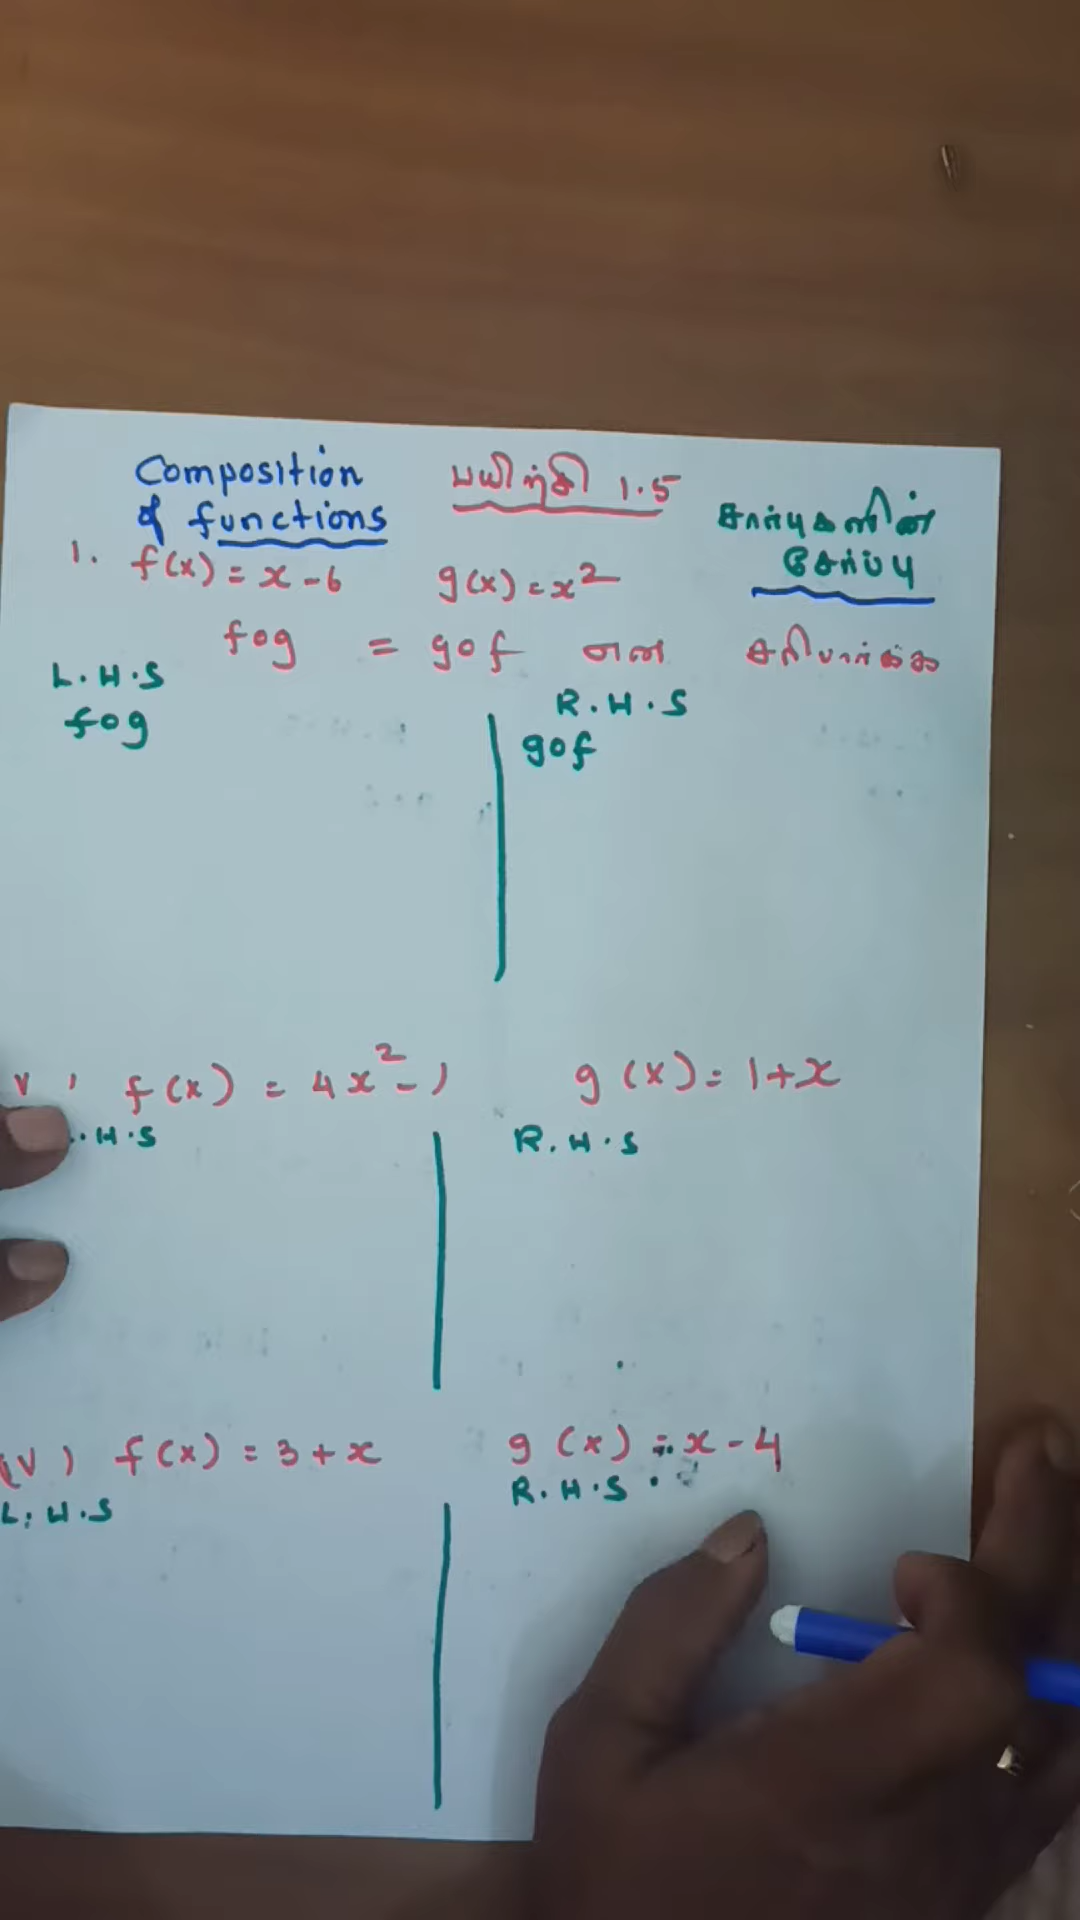 Composition பயிற்சி 1.5
of functions சார்புகளின்
சேர்ப்பு
1. f(x) = x - 6 g(x) = x²
fog = gof என சரிபார்க்க
L.H.S R.H.S
fog gof
v) f(x) = 4x² - 1 g(x) = 1+x
.H.S R.H.S
(v) f(x) = 3 + x g(x) = x - 4
L.H.S R.H.S